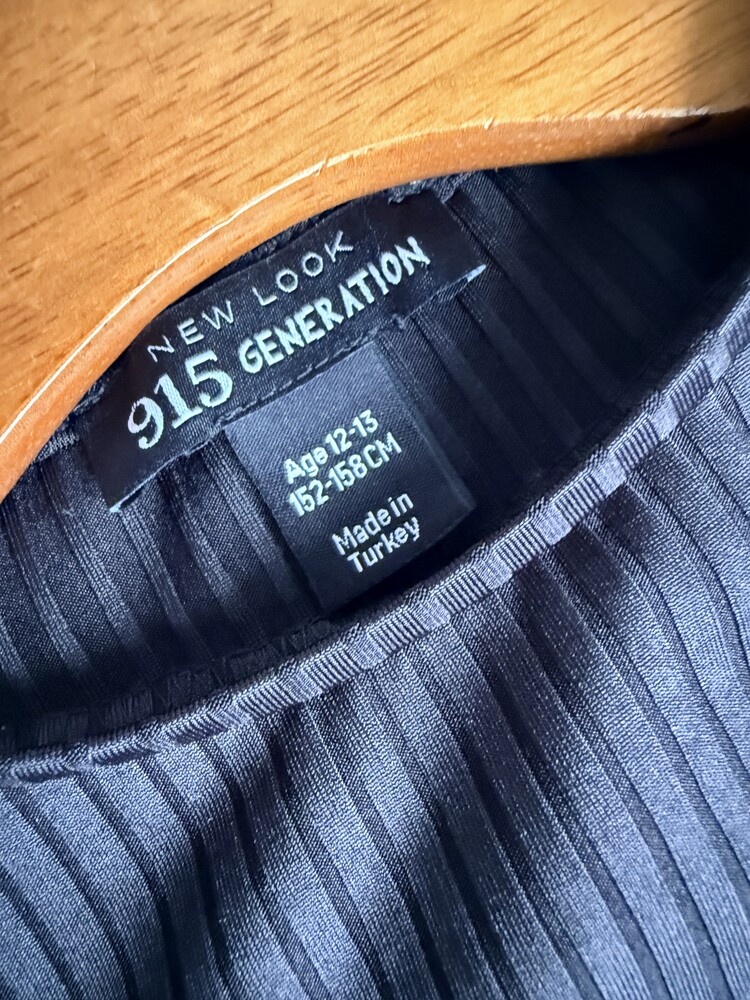 NEW LOOK
915 GENERATION
Age 12-13
152-158CM
Made in
Turkey